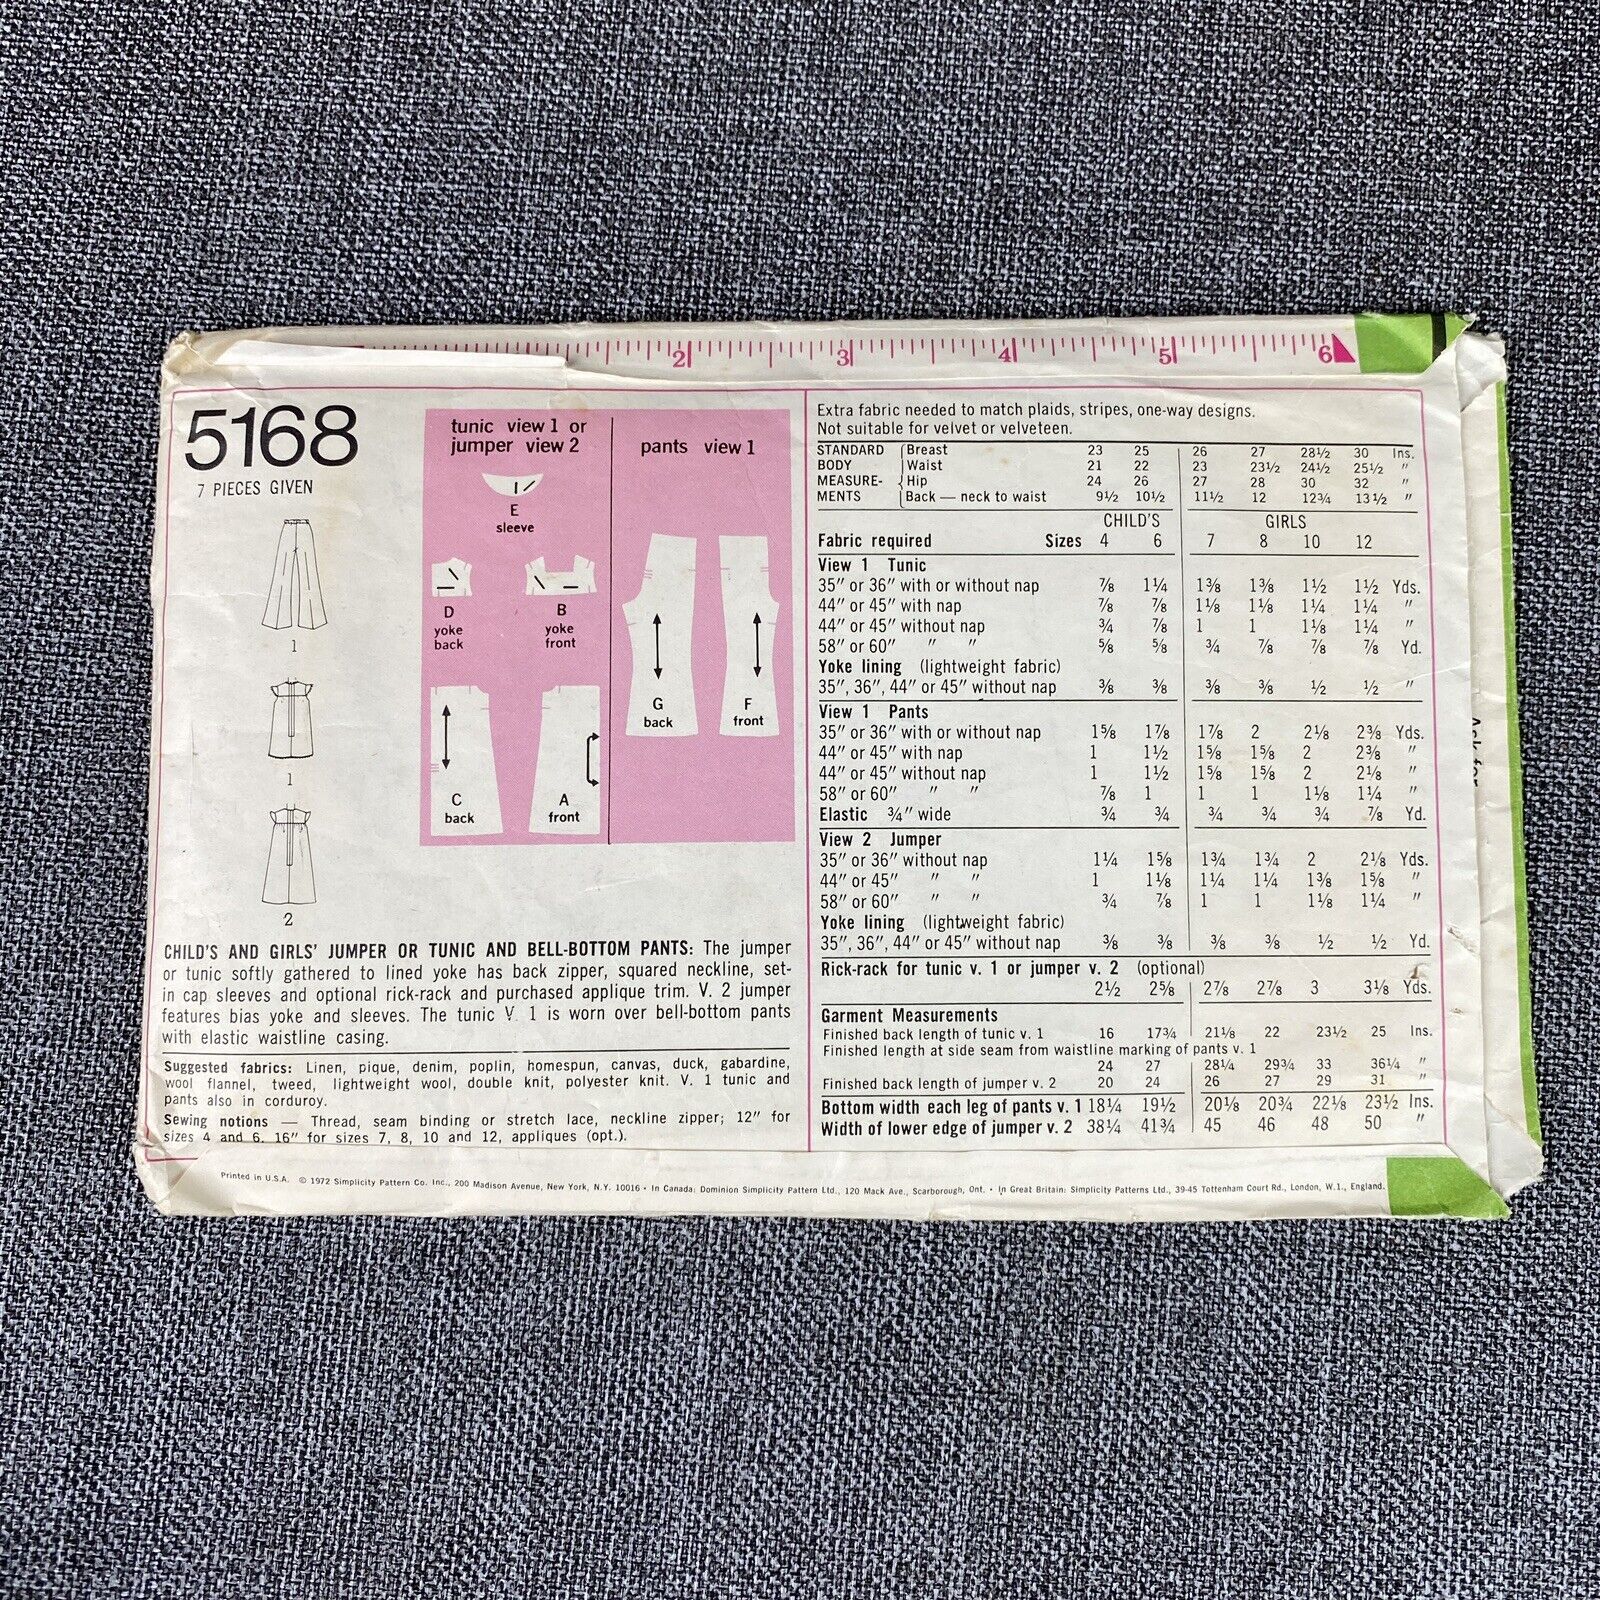 2 3 4 5 6
5168
7 PIECES GIVEN
1
1
2
tunic view 1 or
jumper view 2
pants view 1
E
sleeve
D
yoke
back
B
yoke
front
C
back
A
front
G
back
F
front
CHILD'S AND GIRLS' JUMPER OR TUNIC AND BELL-BOTTOM PANTS: The jumper
or tunic softly gathered to lined yoke has back zipper, squared neckline, set-
in cap sleeves and optional rick-rack and purchased applique trim. V. 2 jumper
features bias yoke and sleeves. The tunic V. 1 is worn over bell-bottom pants
with elastic waistline casing.
Suggested fabrics: Linen, pique, denim, poplin, homespun, canvas, duck, gabardine,
wool flannel, tweed, lightweight wool, double knit, polyester knit. V. 1 tunic and
pants also in corduroy.
Sewing notions — Thread, seam binding or stretch lace, neckline zipper; 12" for
sizes 4 and 6. 16" for sizes 7, 8, 10 and 12, appliques (opt.).
Extra fabric needed to match plaids, stripes, one-way designs.
Not suitable for velvet or velveteen.
STANDARD Breast 23 25 26 27 28½ 30 Ins.
BODY Waist 21 22 23 23½ 24½ 25½ "
MEASURE- Hip 24 26 27 28 30 32 "
MENTS Back — neck to waist 9½ 10½ 11½ 12 12¾ 13½ "
CHILD'S GIRLS
Fabric required Sizes 4 6 7 8 10 12
View 1 Tunic
35" or 36" with or without nap ⅞ 1¼ 1⅜ 1⅜ 1½ 1½ Yds.
44" or 45" with nap ⅞ ⅞ 1⅛ 1⅛ 1¼ 1¼ "
44" or 45" without nap ¾ ⅞ 1 1 1⅛ 1¼ "
58" or 60" " " ⅝ ⅝ ¾ ⅞ ⅞ ⅞ Yd.
Yoke lining (lightweight fabric)
35", 36", 44" or 45" without nap ⅜ ⅜ ⅜ ⅜ ½ ½ "
View 1 Pants
35" or 36" with or without nap 1⅝ 1⅞ 1⅞ 2 2⅛ 2⅜ Yds.
44" or 45" with nap 1 1½ 1⅝ 1⅝ 2 2⅜ "
44" or 45" without nap 1 1½ 1⅝ 1⅝ 2 2⅛ "
58" or 60" " " ⅞ 1 1 1 1⅛ 1¼ "
Elastic ¾" wide ¾ ¾ ¾ ¾ ¾ ⅞ Yd.
View 2 Jumper
35" or 36" without nap 1¼ 1⅝ 1¾ 1¾ 2 2⅛ Yds.
44" or 45" " " 1 1⅛ 1¼ 1¼ 1⅜ 1⅝ "
58" or 60" " " ¾ ⅞ 1 1 1⅛ 1¼ "
Yoke lining (lightweight fabric)
35", 36", 44" or 45" without nap ⅜ ⅜ ⅜ ⅜ ½ ½ Yd.
Rick-rack for tunic v. 1 or jumper v. 2 (optional)
2½ 2⅝ 2⅞ 2⅞ 3 3⅛ Yds.
Garment Measurements
Finished back length of tunic v. 1 16 17¾ 21⅛ 22 23½ 25 Ins.
Finished length at side seam from waistline marking of pants v. 1
24 27 28¼ 29¾ 33 36¼ "
Finished back length of jumper v. 2 20 24 26 27 29 31 "
Bottom width each leg of pants v. 1 18¼ 19½ 20⅛ 20¾ 22⅛ 23½ Ins.
Width of lower edge of jumper v. 2 38¼ 41¾ 45 46 48 50 "
Printed in U.S.A. © 1972 Simplicity Pattern Co. Inc., 200 Madison Avenue, New York, N.Y. 10016 • In Canada: Dominion Simplicity Pattern Ltd., 120 Mack Ave., Scarborough, Ont. • In Great Britain: Simplicity Patterns Ltd., 39-45 Tottenham Court Rd., London, W.1., England.